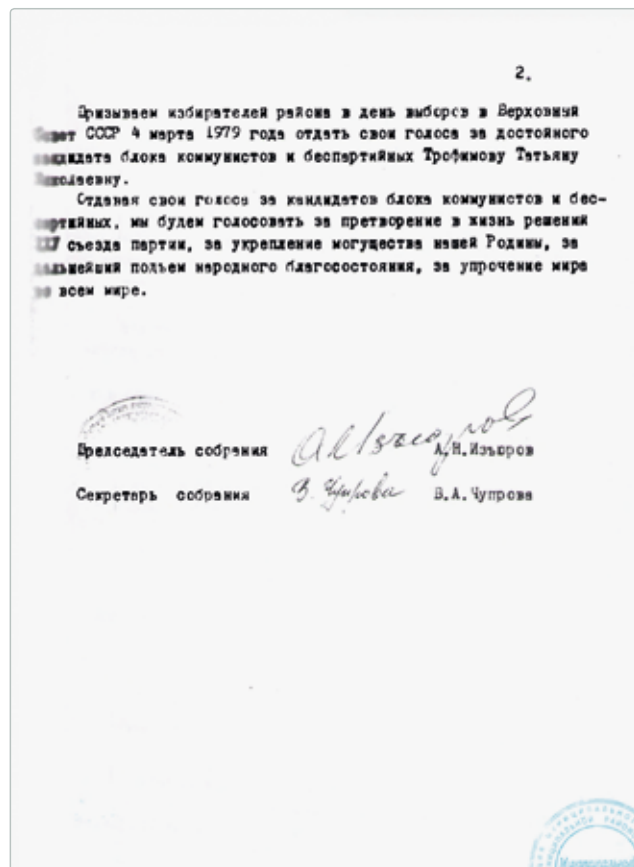 2.
Призываем избирателей района в день выборов в Верховный
Совет СССР 4 марта 1979 года отдать свои голоса за достойного
кандидата блока коммунистов и беспартийных Трофимову Татьяну
Николаевну.
Отдавая свои голоса за кандидатов блока коммунистов и бес-
партийных, мы будем голосовать за претворение в жизнь решений
съезда партии, за укрепление могущества нашей Родины, за
дальнейший подъем народного благосостояния, за упрочение мира
во всем мире.
Председатель собрания А.Н.Изъюров
Секретарь собрания В. Чупрова В.А.Чупрова